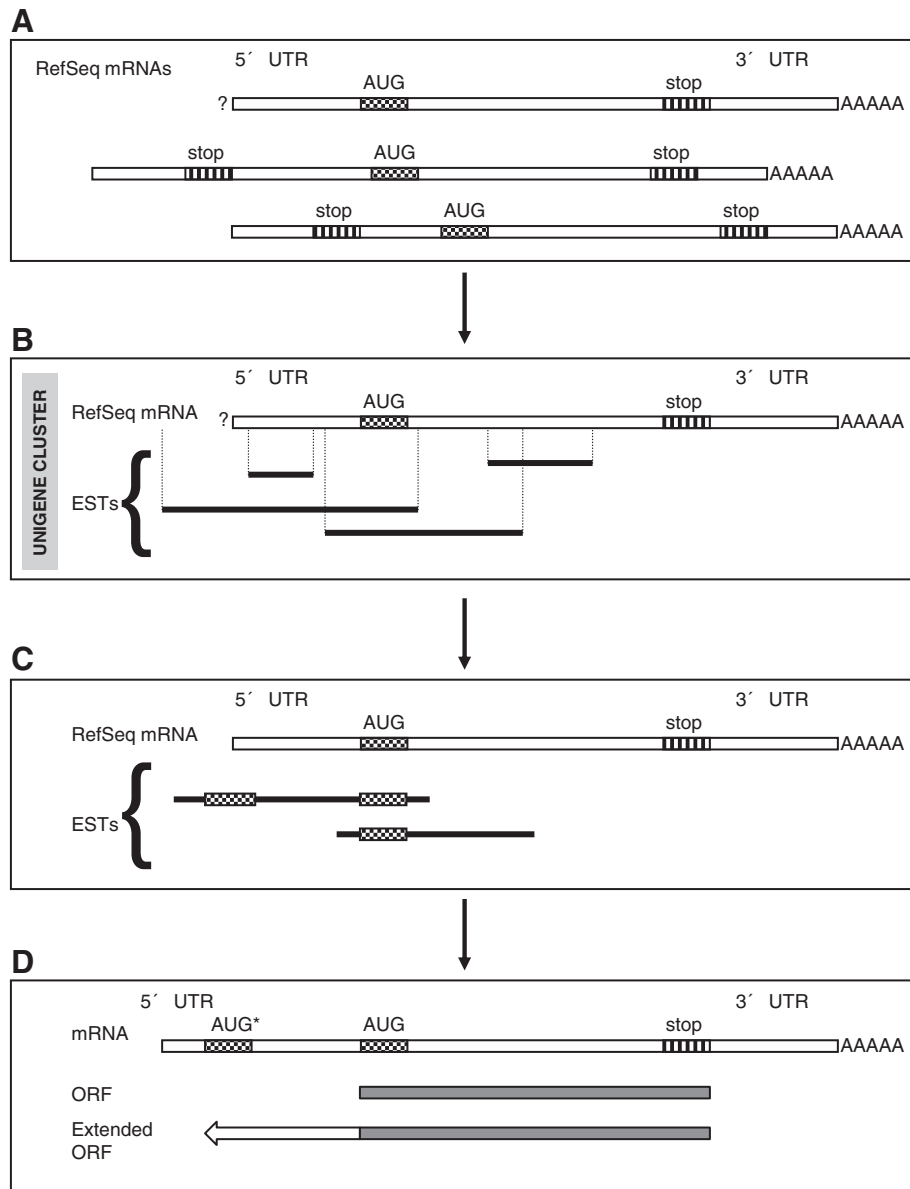 A
5´ UTR 3´ UTR
RefSeq mRNAs
AUG stop
? AAAAA
stop AUG stop
AAAAA
stop AUG stop
AAAAA
B
5´ UTR 3´ UTR
UNIGENE CLUSTER
RefSeq mRNA
AUG stop
? AAAAA
ESTs
C
5´ UTR 3´ UTR
RefSeq mRNA
AUG stop
AAAAA
ESTs
D
5´ UTR 3´ UTR
mRNA
AUG* AUG stop
AAAAA
ORF
Extended
ORF